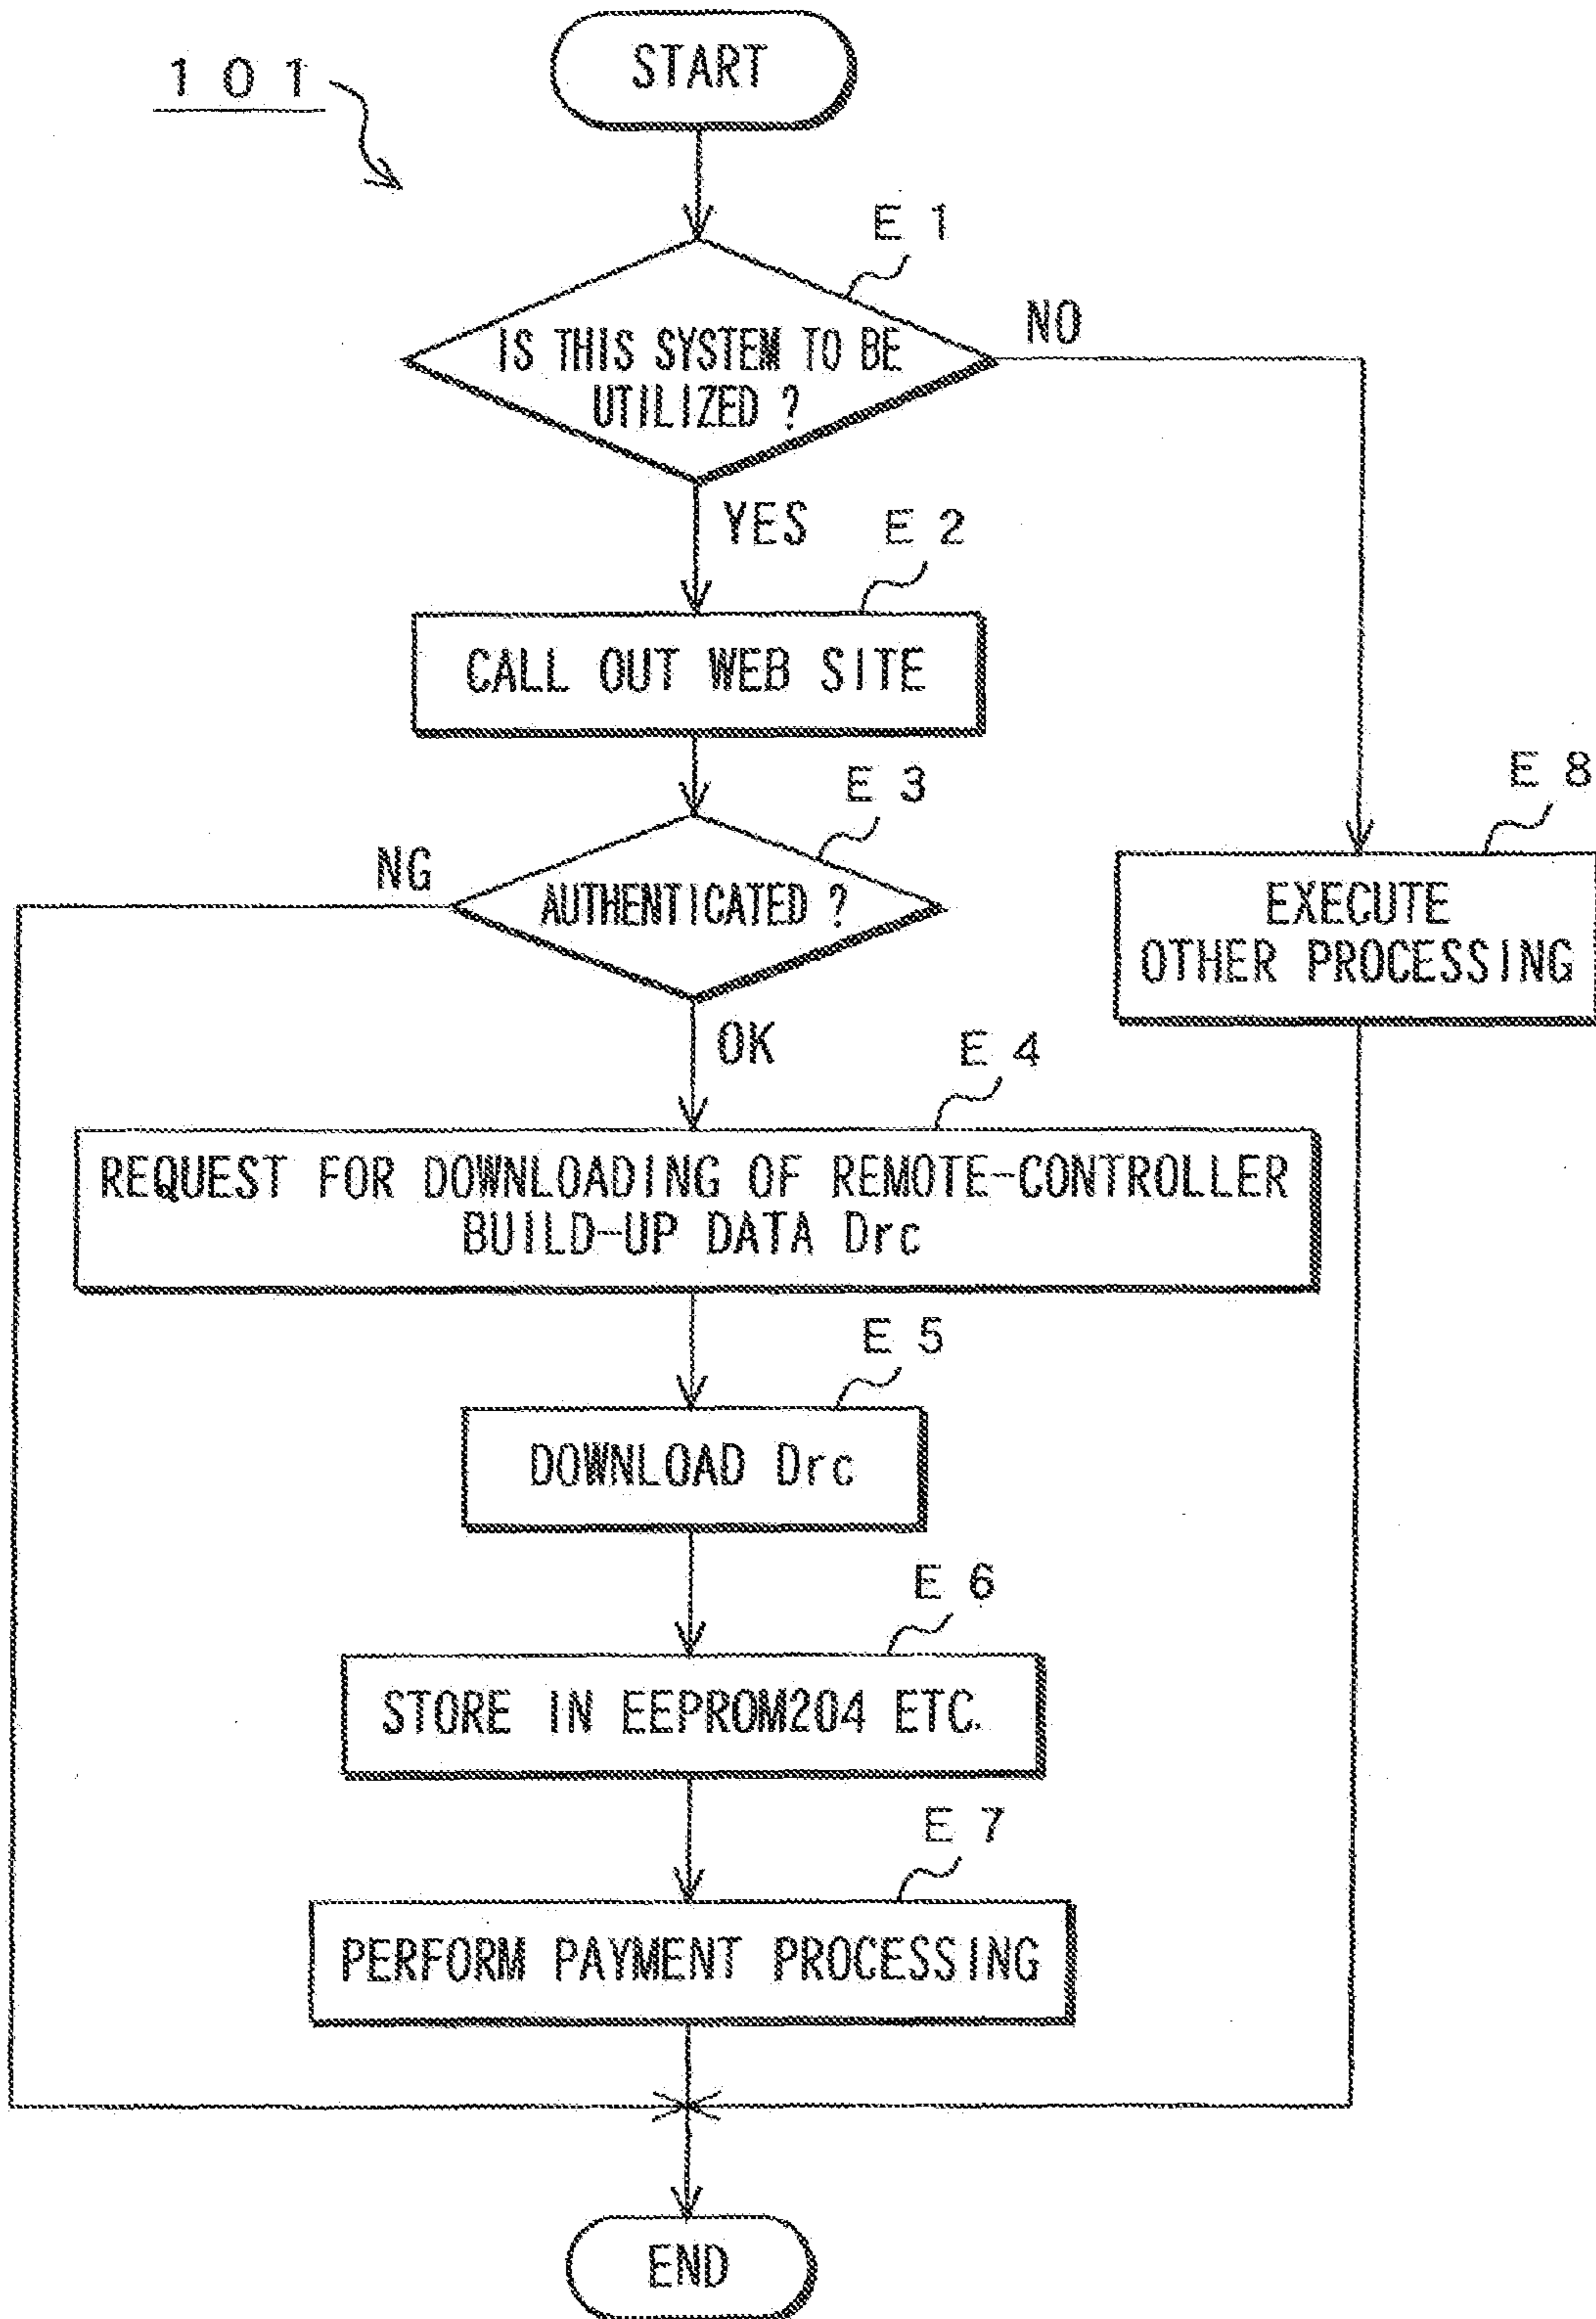 START
1 0 1
E 1
IS THIS SYSTEM TO BE
UTILIZED ?
NO
YES
E 2
CALL OUT WEB SITE
E 3
NG
AUTHENTICATED ?
E 8
EXECUTE
OTHER PROCESSING
OK
E 4
REQUEST FOR DOWNLOADING OF REMOTE-CONTROLLER
BUILD-UP DATA Drc
E 5
DOWNLOAD Drc
E 6
STORE IN EEPROM204 ETC.
E 7
PERFORM PAYMENT PROCESSING
END